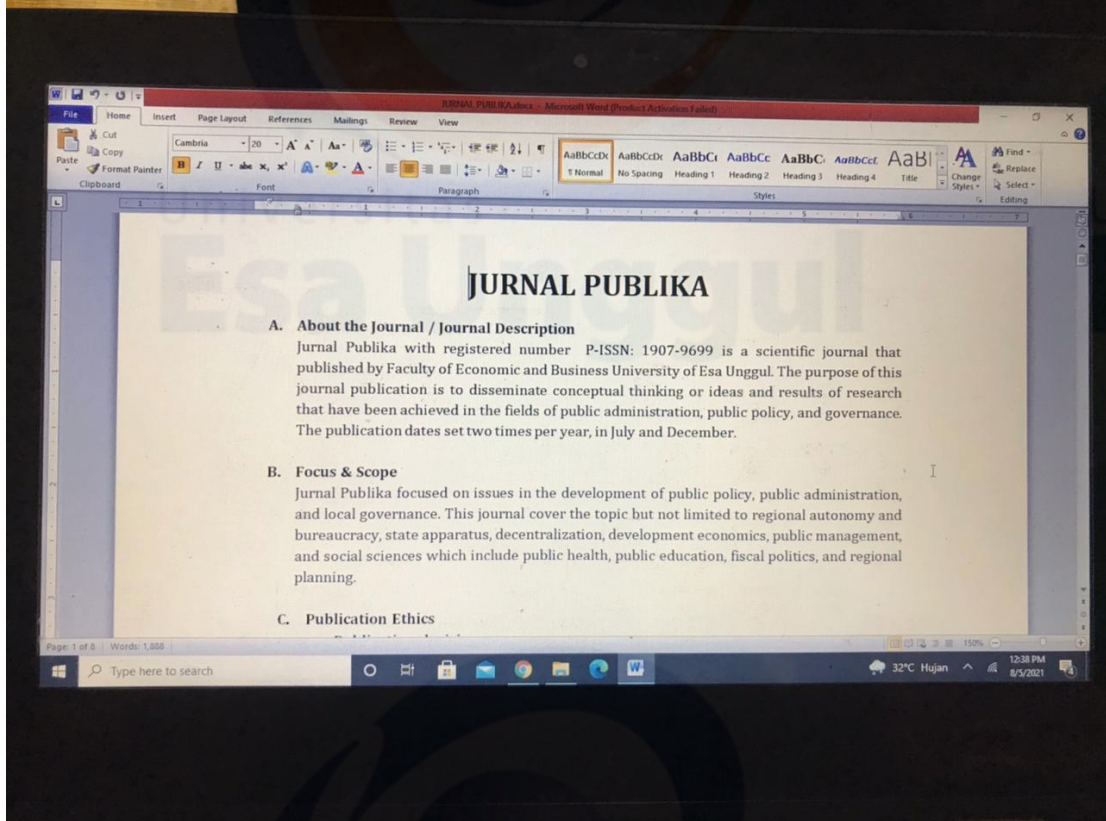 JURNAL PUBLIKA.docx - Microsoft Word (Product Activation Failed)
File Home Insert Page Layout References Mailings Review View
Paste
Cut
Copy
Format Painter
Clipboard
Cambria 20
Font
Paragraph
AaBbCcDc AaBbCcDc AaBbCc AaBbCc AaBbC AaBbCcL AaB
¶ Normal No Spacing Heading 1 Heading 2 Heading 3 Heading 4 Title
Change Styles
Styles
Find
Replace
Select
Editing
Esa Unggul
JURNAL PUBLIKA
A. About the Journal / Journal Description
Jurnal Publika with registered number P-ISSN: 1907-9699 is a scientific journal that
published by Faculty of Economic and Business University of Esa Unggul. The purpose of this
journal publication is to disseminate conceptual thinking or ideas and results of research
that have been achieved in the fields of public administration, public policy, and governance.
The publication dates set two times per year, in July and December.
B. Focus & Scope
Jurnal Publika focused on issues in the development of public policy, public administration,
and local governance. This journal cover the topic but not limited to regional autonomy and
bureaucracy, state apparatus, decentralization, development economics, public management,
and social sciences which include public health, public education, fiscal politics, and regional
planning.
C. Publication Ethics
Page: 1 of 8 Words: 1,888
150%
Type here to search
32°C Hujan
12:38 PM
8/5/2021